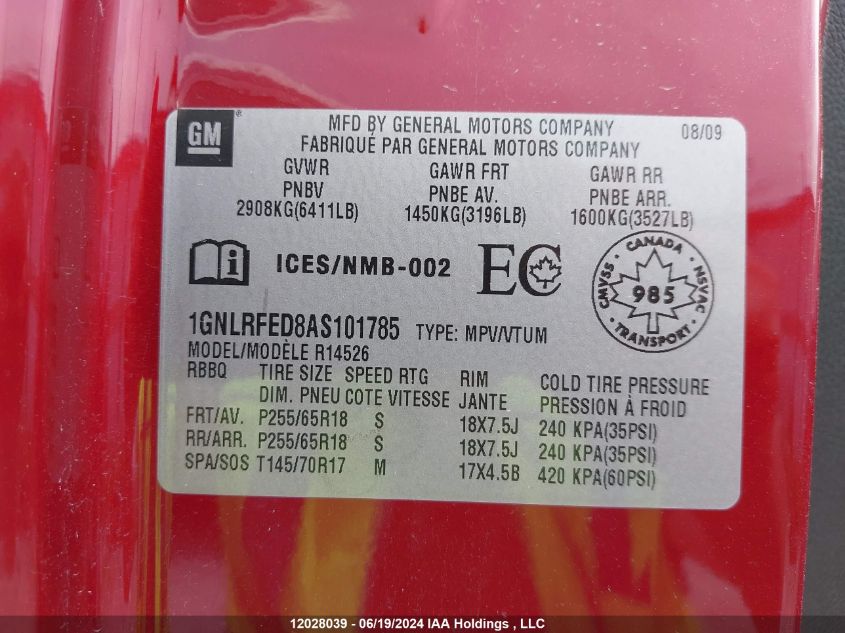 GM ®
MFD BY GENERAL MOTORS COMPANY 08/09
FABRIQUÉ PAR GENERAL MOTORS COMPANY
GVWR GAWR FRT GAWR RR
PNBV PNBE AV. PNBE ARR.
2908KG(6411LB) 1450KG(3196LB) 1600KG(3527LB)
i ICES/NMB-002 EC
CANADA
CMVSS 985 NSVAC
TRANSPORT
1GNLRFED8AS101785 TYPE: MPV/VTUM
MODEL/MODÈLE R14526
RBBQ TIRE SIZE SPEED RTG RIM COLD TIRE PRESSURE
DIM. PNEU COTE VITESSE JANTE PRESSION À FROID
FRT/AV. P255/65R18 S 18X7.5J 240 KPA(35PSI)
RR/ARR. P255/65R18 S 18X7.5J 240 KPA(35PSI)
SPA/SOS T145/70R17 M 17X4.5B 420 KPA(60PSI)
12028039 - 06/19/2024 IAA Holdings , LLC